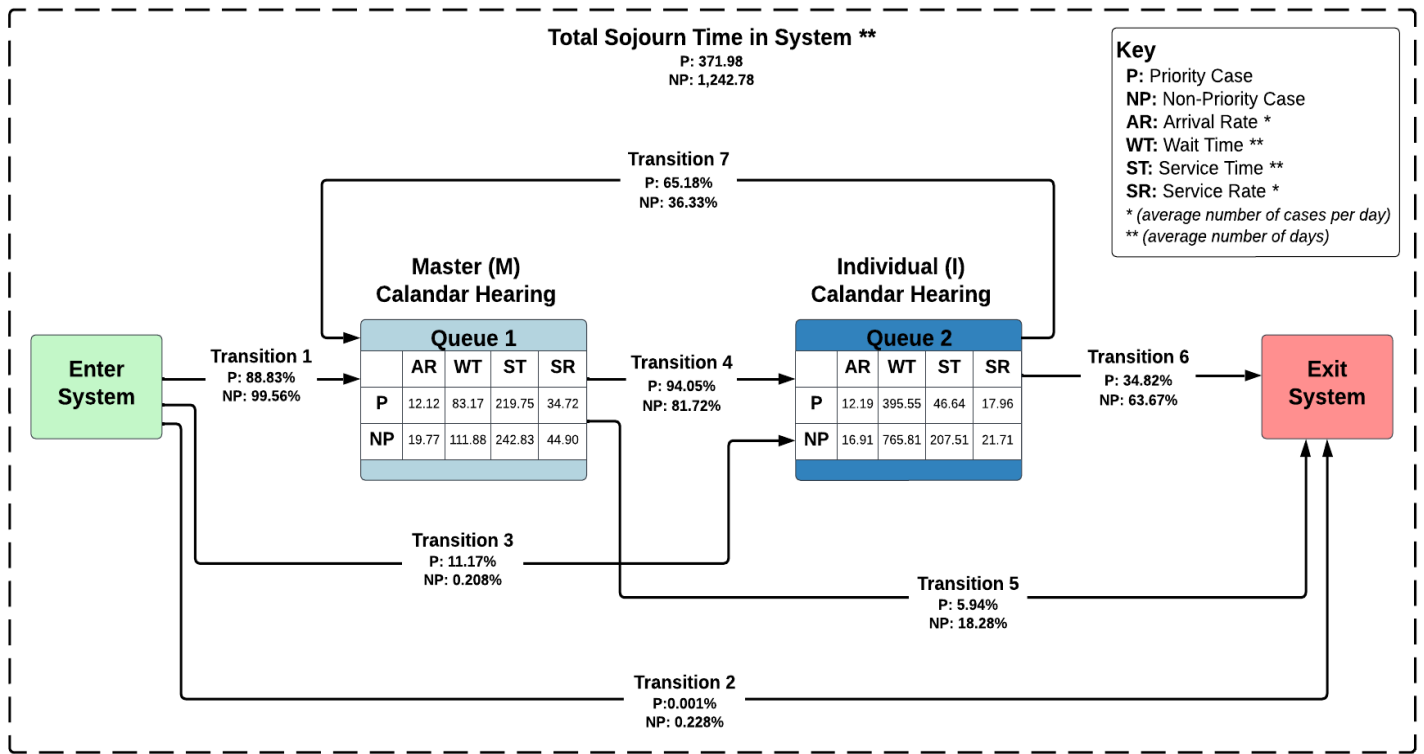 Total Sojourn Time in System **
P: 371.98
NP: 1,242.78
Key
P: Priority Case
NP: Non-Priority Case
AR: Arrival Rate *
WT: Wait Time **
ST: Service Time **
SR: Service Rate *
* (average number of cases per day)
** (average number of days)
Transition 7
P: 65.18%
NP: 36.33%
Master (M)
Calandar Hearing
Individual (I)
Calandar Hearing
Enter
System
Transition 1
P: 88.83%
NP: 99.56%
Queue 1
AR WT ST SR
P 12.12 83.17 219.75 34.72
NP 19.77 111.88 242.83 44.90
Transition 4
P: 94.05%
NP: 81.72%
Queue 2
AR WT ST SR
P 12.19 395.55 46.64 17.96
NP 16.91 765.81 207.51 21.71
Transition 6
P: 34.82%
NP: 63.67%
Exit
System
Transition 3
P: 11.17%
NP: 0.208%
Transition 5
P: 5.94%
NP: 18.28%
Transition 2
P:0.001%
NP: 0.228%